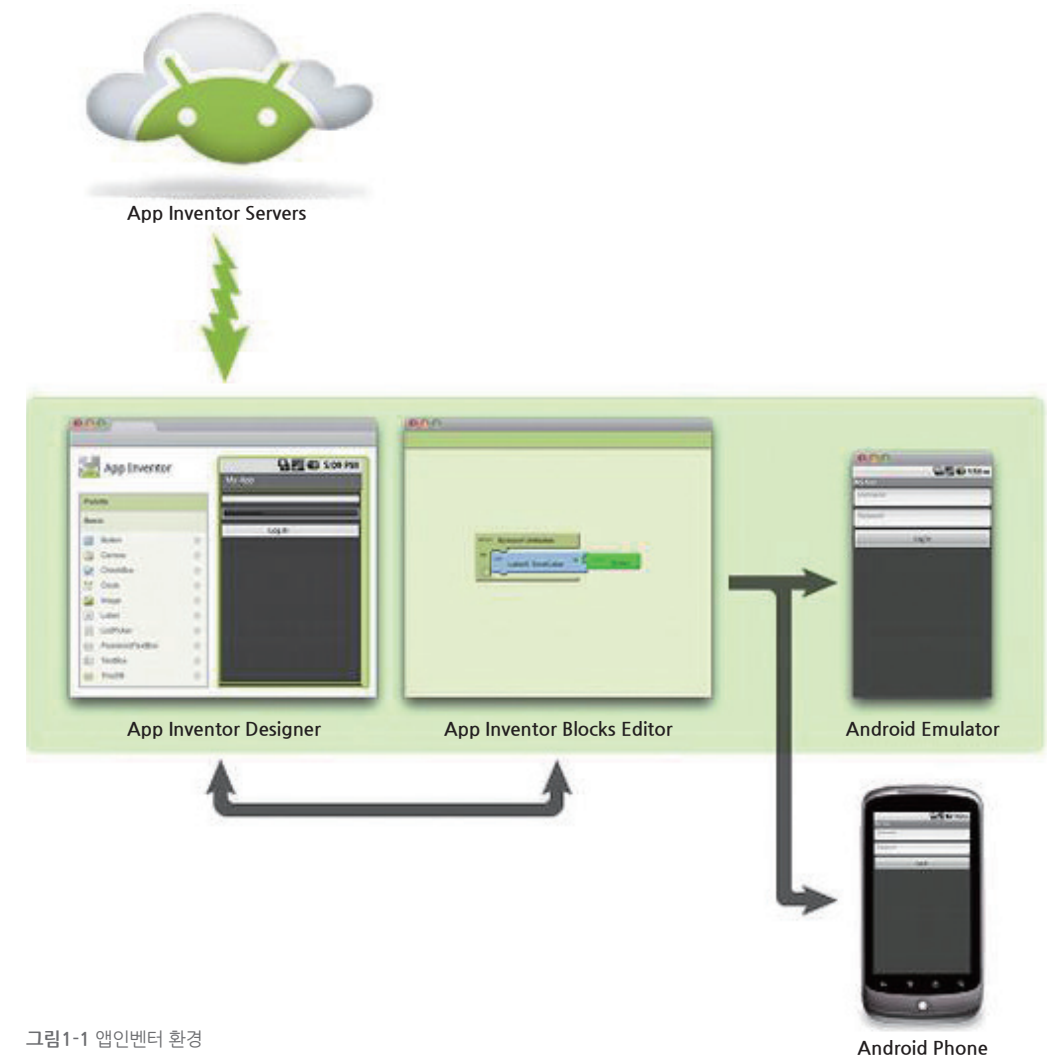 App Inventor Servers
App Inventor
5:09 PM
My App
Palette
Basic
Button
Canvas
CheckBox
Clock
Image
Label
ListPicker
PasswordTextBox
TextBox
TinyDB
Log In
App Inventor Designer
App Inventor Blocks Editor
Log In
Android Emulator
Android Phone
그림1-1 앱인벤터 환경